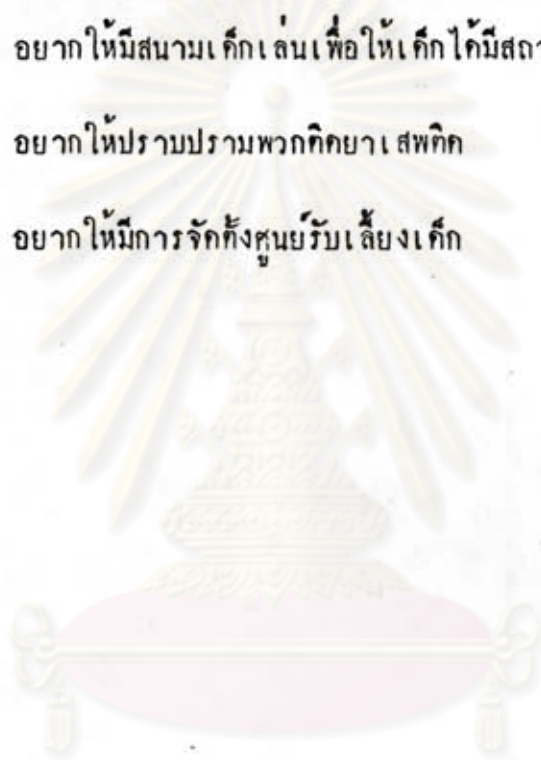 อยากให้มีสนามเด็กเล่นเพื่อให้เด็กได้มี
อยากให้ปราบปรามพวกติดยาเสพติด
อยากให้มีการจัดตั้งศูนย์รับเลี้ยงเด็ก